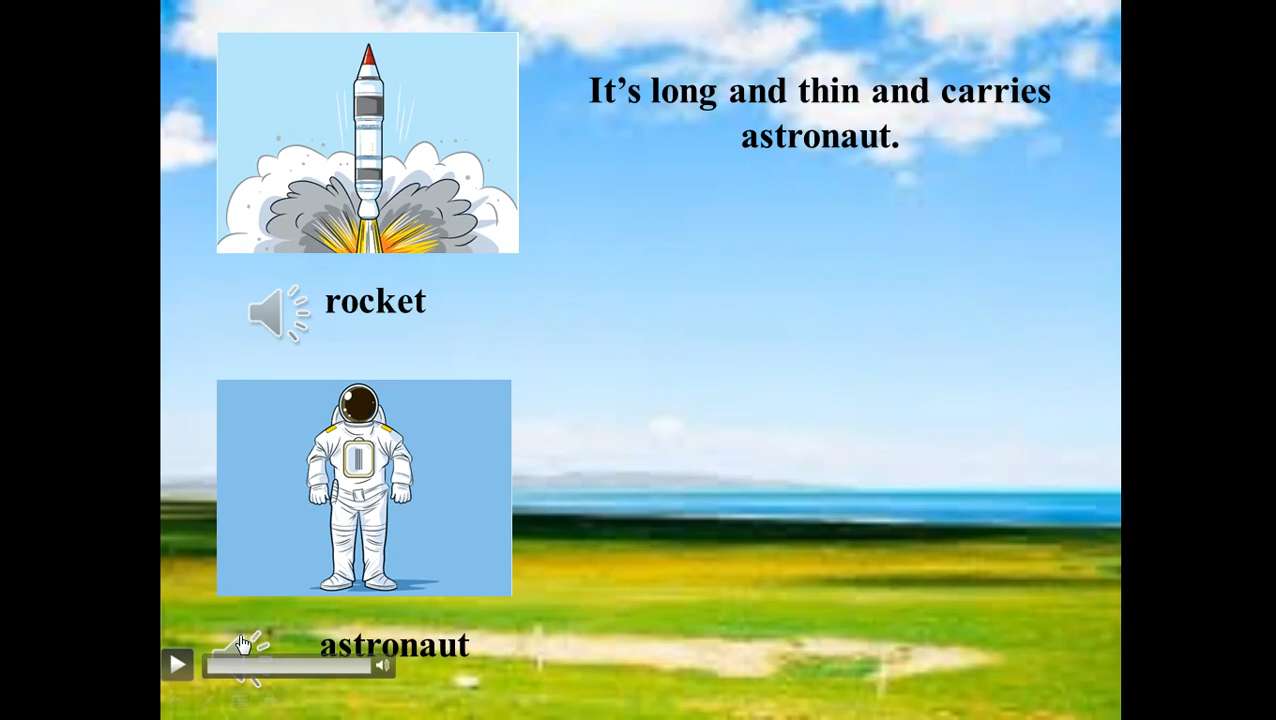 It’s long and thin and carries
astronaut.
rocket
astronaut